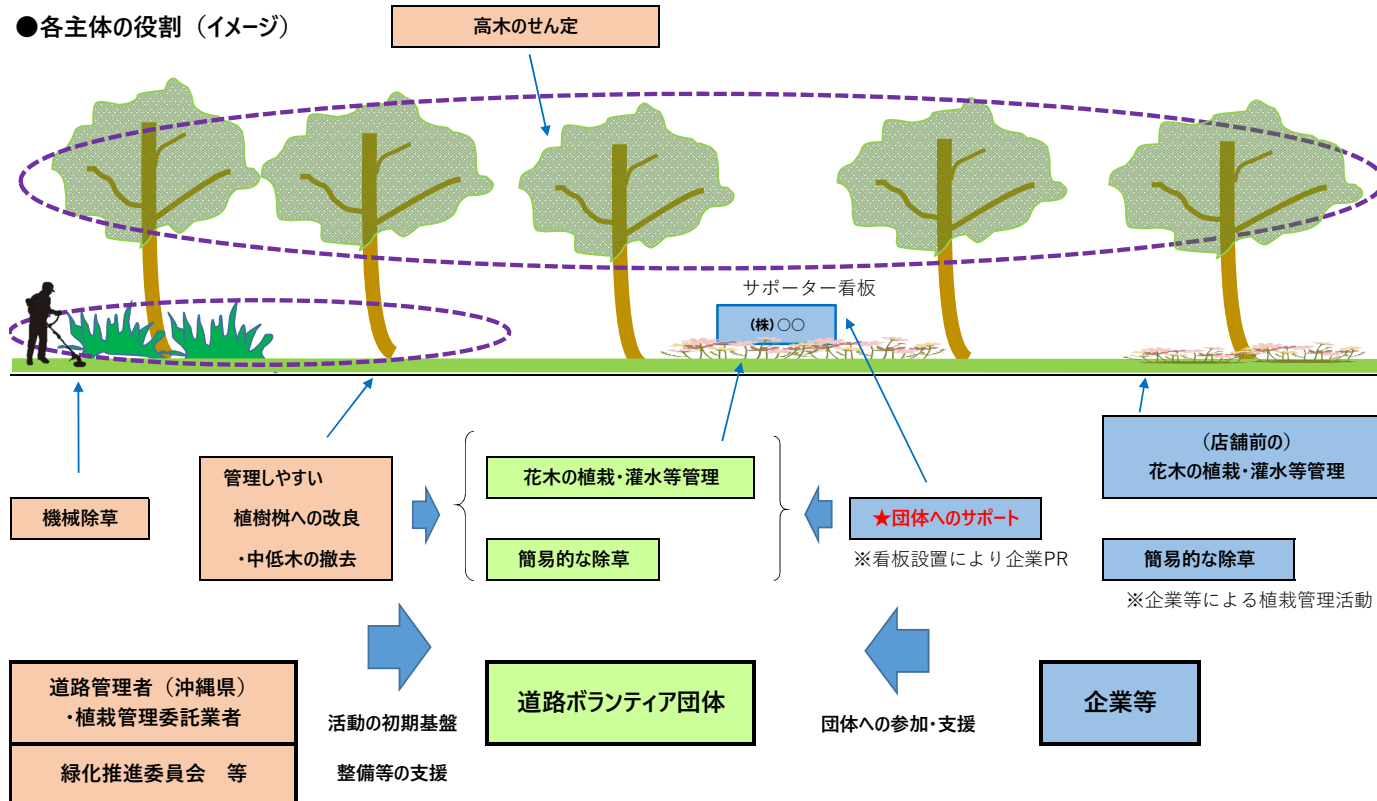 ●各主体の役割（イメージ）
高木のせん定
サポーター看板
(株)○○
機械除草
管理しやすい
植樹桝への改良
・中低木の撤去
花木の植栽・灌水等管理
簡易的な除草
★団体へのサポート
※看板設置により企業PR
(店舗前の)
花木の植栽・灌水等管理
簡易的な除草
※企業等による植栽管理活動
道路管理者（沖縄県）
・植栽管理委託業者
緑化推進委員会　等
活動の初期基盤
整備等の支援
道路ボランティア団体
団体への参加・支援
企業等